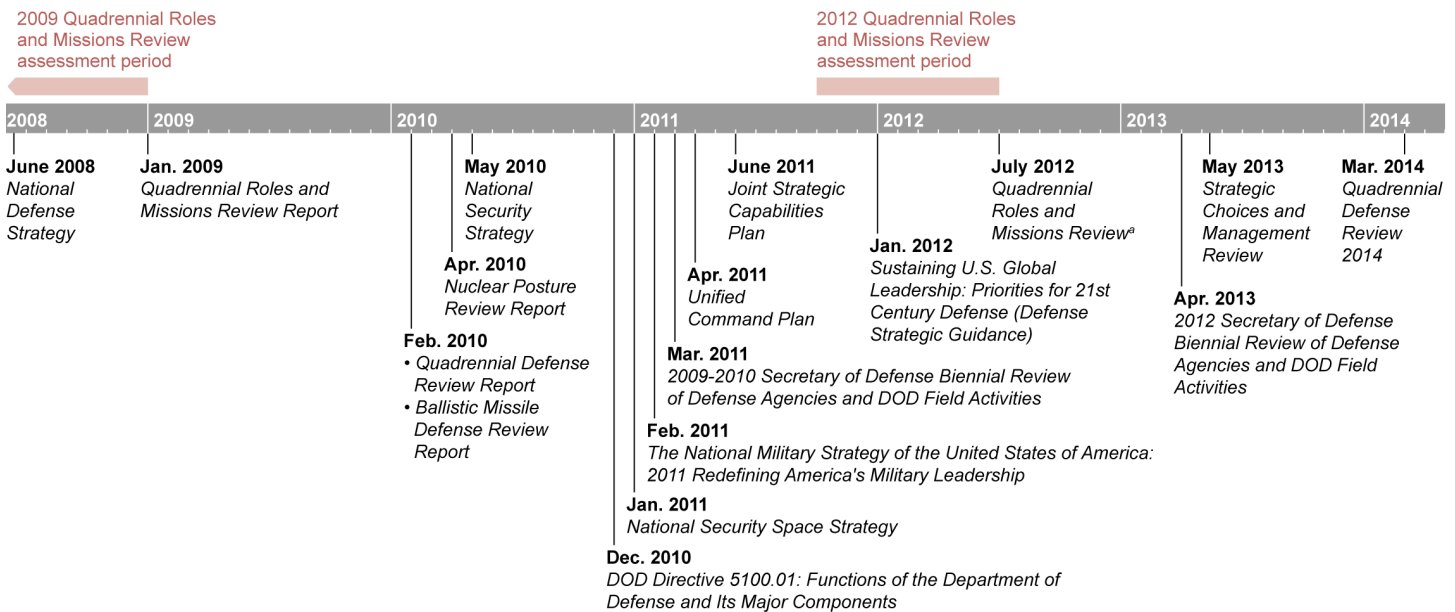 2009 Quadrennial Roles
and Missions Review
assessment period
2012 Quadrennial Roles
and Missions Review
assessment period
2008
2009
2010
2011
2012
2013
2014
June 2008
National
Defense
Strategy
Jan. 2009
Quadrennial Roles and
Missions Review Report
May 2010
National
Security
Strategy
Apr. 2010
Nuclear Posture
Review Report
Feb. 2010
• Quadrennial Defense
Review Report
• Ballistic Missile
Defense Review
Report
June 2011
Joint Strategic
Capabilities
Plan
Apr. 2011
Unified
Command Plan
Mar. 2011
2009-2010 Secretary of Defense Biennial Review
of Defense Agencies and DOD Field Activities
Feb. 2011
The National Military Strategy of the United States of America:
2011 Redefining America's Military Leadership
Jan. 2011
National Security Space Strategy
Dec. 2010
DOD Directive 5100.01: Functions of the Department of
Defense and Its Major Components
July 2012
Quadrennial
Roles and
Missions Reviewᵃ
Jan. 2012
Sustaining U.S. Global
Leadership: Priorities for 21st
Century Defense (Defense
Strategic Guidance)
May 2013
Strategic
Choices and
Management
Review
Apr. 2013
2012 Secretary of Defense
Biennial Review of Defense
Agencies and DOD Field
Activities
Mar. 2014
Quadrennial
Defense
Review
2014